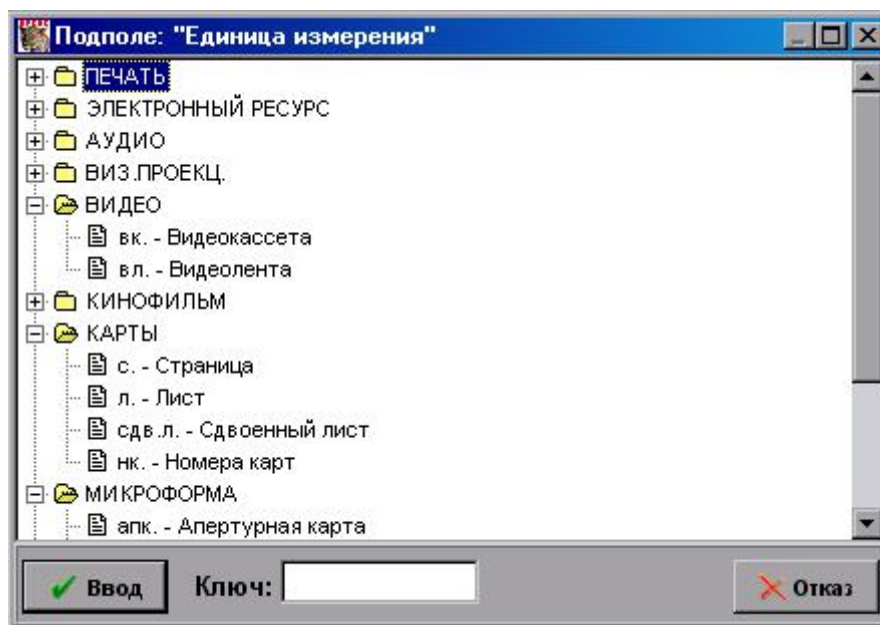 Подполе: "Единица измерения"
ПЕЧАТЬ
ЭЛЕКТРОННЫЙ РЕСУРС
АУДИО
ВИЗ.ПРОЕКЦ.
ВИДЕО
вк. - Видеокассета
вл. - Видеолента
КИНОФИЛЬМ
КАРТЫ
с. - Страница
л. - Лист
сдв.л. - Сдвоенный лист
нк. - Номера карт
МИКРОФОРМА
апк. - Апертурная карта
Ввод Ключ: Отказ